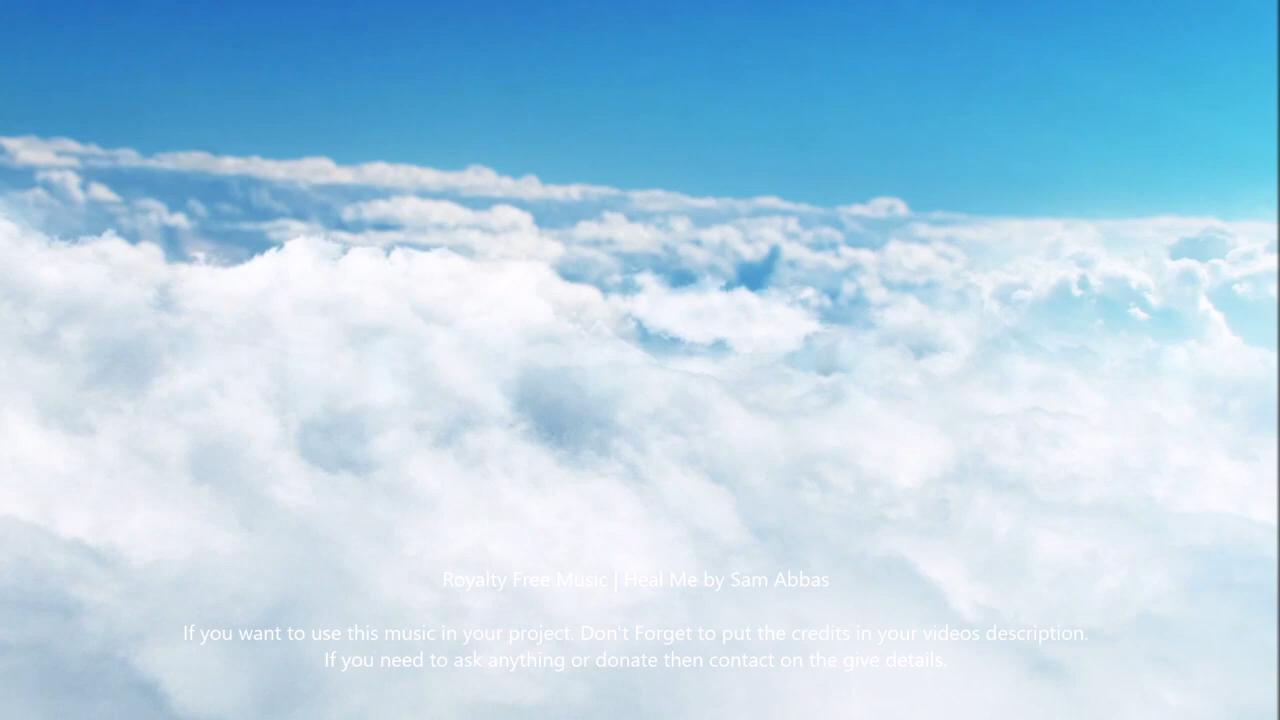 Royalty Free Music | Heal Me by Sam Abbas
If you want to use this music in your project. Don't Forget to put the credits in your videos description.
If you need to ask anything or donate then contact on the give details.